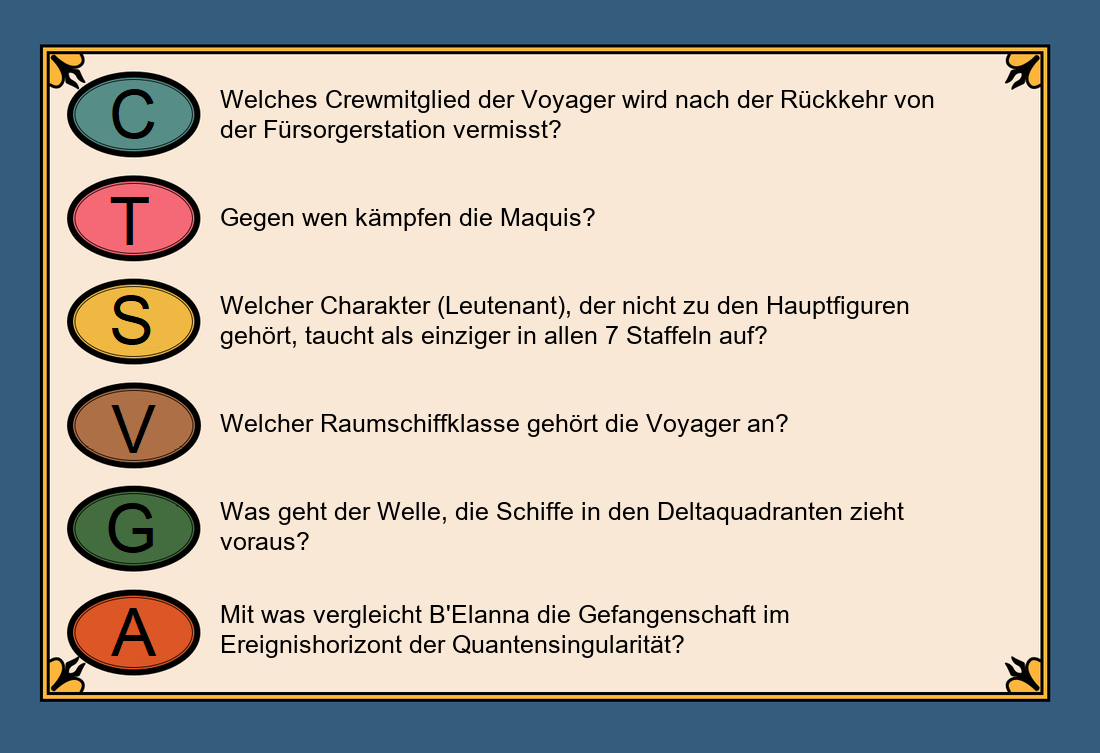 C
Welches Crewmitglied der Voyager wird nach der Rückkehr von
der Fürsorgerstation vermisst?
T
Gegen wen kämpfen die Maquis?
S
Welcher Charakter (Leutenant), der nicht zu den Hauptfiguren
gehört, taucht als einziger in allen 7 Staffeln auf?
V
Welcher Raumschiffklasse gehört die Voyager an?
G
Was geht der Welle, die Schiffe in den Deltaquadranten zieht
voraus?
A
Mit was vergleicht B'Elanna die Gefangenschaft im
Ereignishorizont der Quantensingularität?